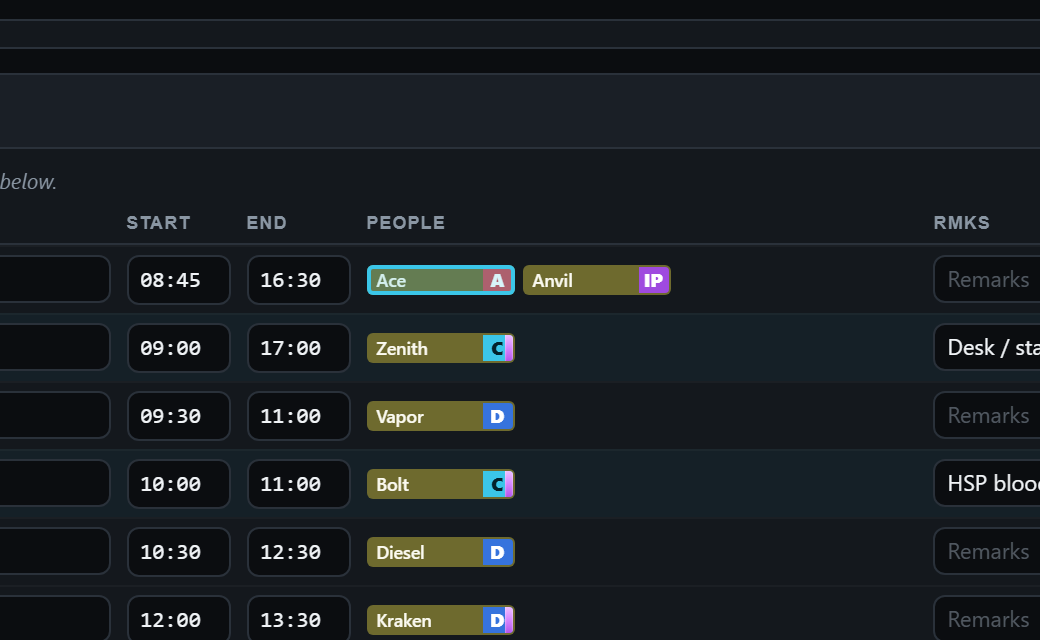 below.
START END PEOPLE RMKS
08:45 16:30 Ace A Anvil IP Remarks
09:00 17:00 Zenith C Desk / sta
09:30 11:00 Vapor D Remarks
10:00 11:00 Bolt C HSP bloo
10:30 12:30 Diesel D Remarks
12:00 13:30 Kraken D Remarks